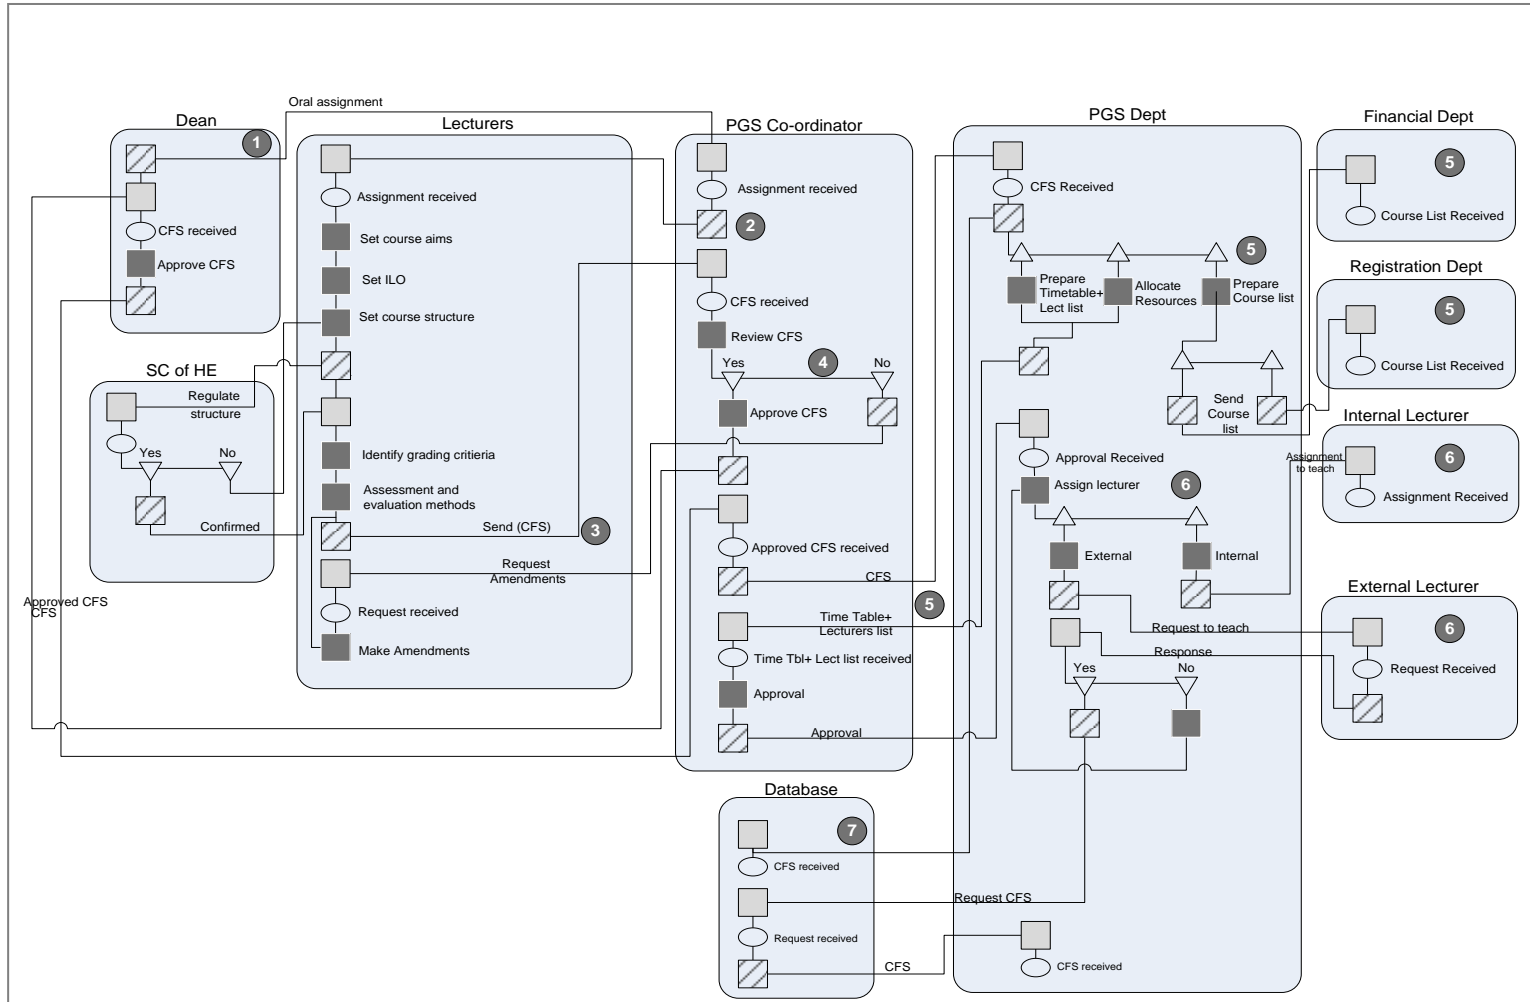 Oral assignment
Dean
1
CFS received
Approve CFS
SC of HE
Regulate
structure
Yes
No
Confirmed
Approved CFS
CFS
Lecturers
Assignment received
Set course aims
Set ILO
Set course structure
Identify grading critieria
Assessment and
evaluation methods
Send (CFS)
3
Request
Amendments
Request received
Make Amendments
PGS Co-ordinator
Assignment received
2
CFS received
Review CFS
Yes
4
No
Approve CFS
Approved CFS received
CFS
5
Time Table+
Lecturers list
Time Tbl+ Lect list received
Approval
Approval
Database
7
CFS received
Request CFS
Request received
CFS
PGS Dept
CFS Received
5
Prepare
Timetable+
Lect list
Allocate
Resources
Prepare
Course list
Send
Course
list
Approval Received
Assign lecturer
6
External
Internal
Request to teach
Response
Yes
No
CFS received
Financial Dept
5
Course List Received
Registration Dept
5
Course List Received
Internal Lecturer
Assignment
to teach
6
Assignment Received
External Lecturer
6
Request Received